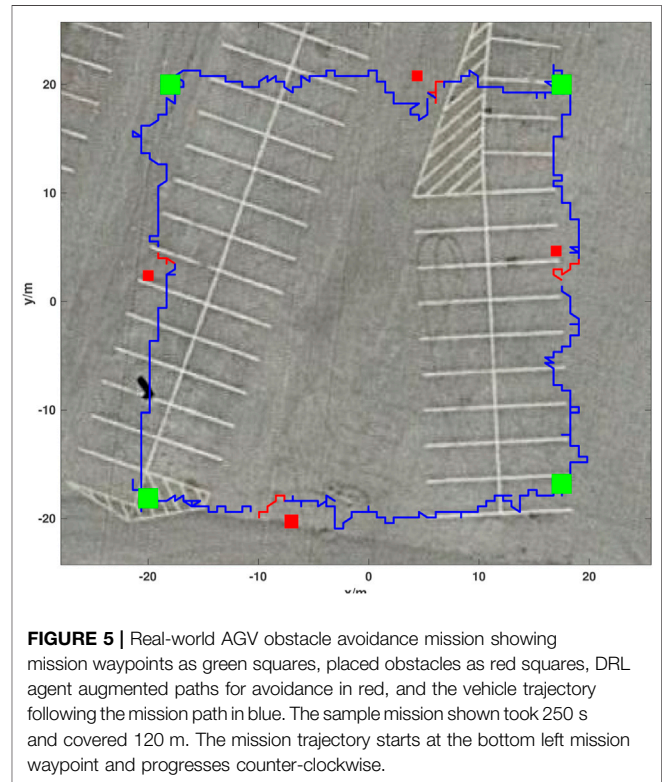 20
10
y/m
0
-10
-20
-20
-10
0
10
20
x/m
FIGURE 5 | Real-world AGV obstacle avoidance mission showing
mission waypoints as green squares, placed obstacles as red squares, DRL
agent augmented paths for avoidance in red, and the vehicle trajectory
following the mission path in blue. The sample mission shown took 250 s
and covered 120 m. The mission trajectory starts at the bottom left mission
waypoint and progresses counter-clockwise.